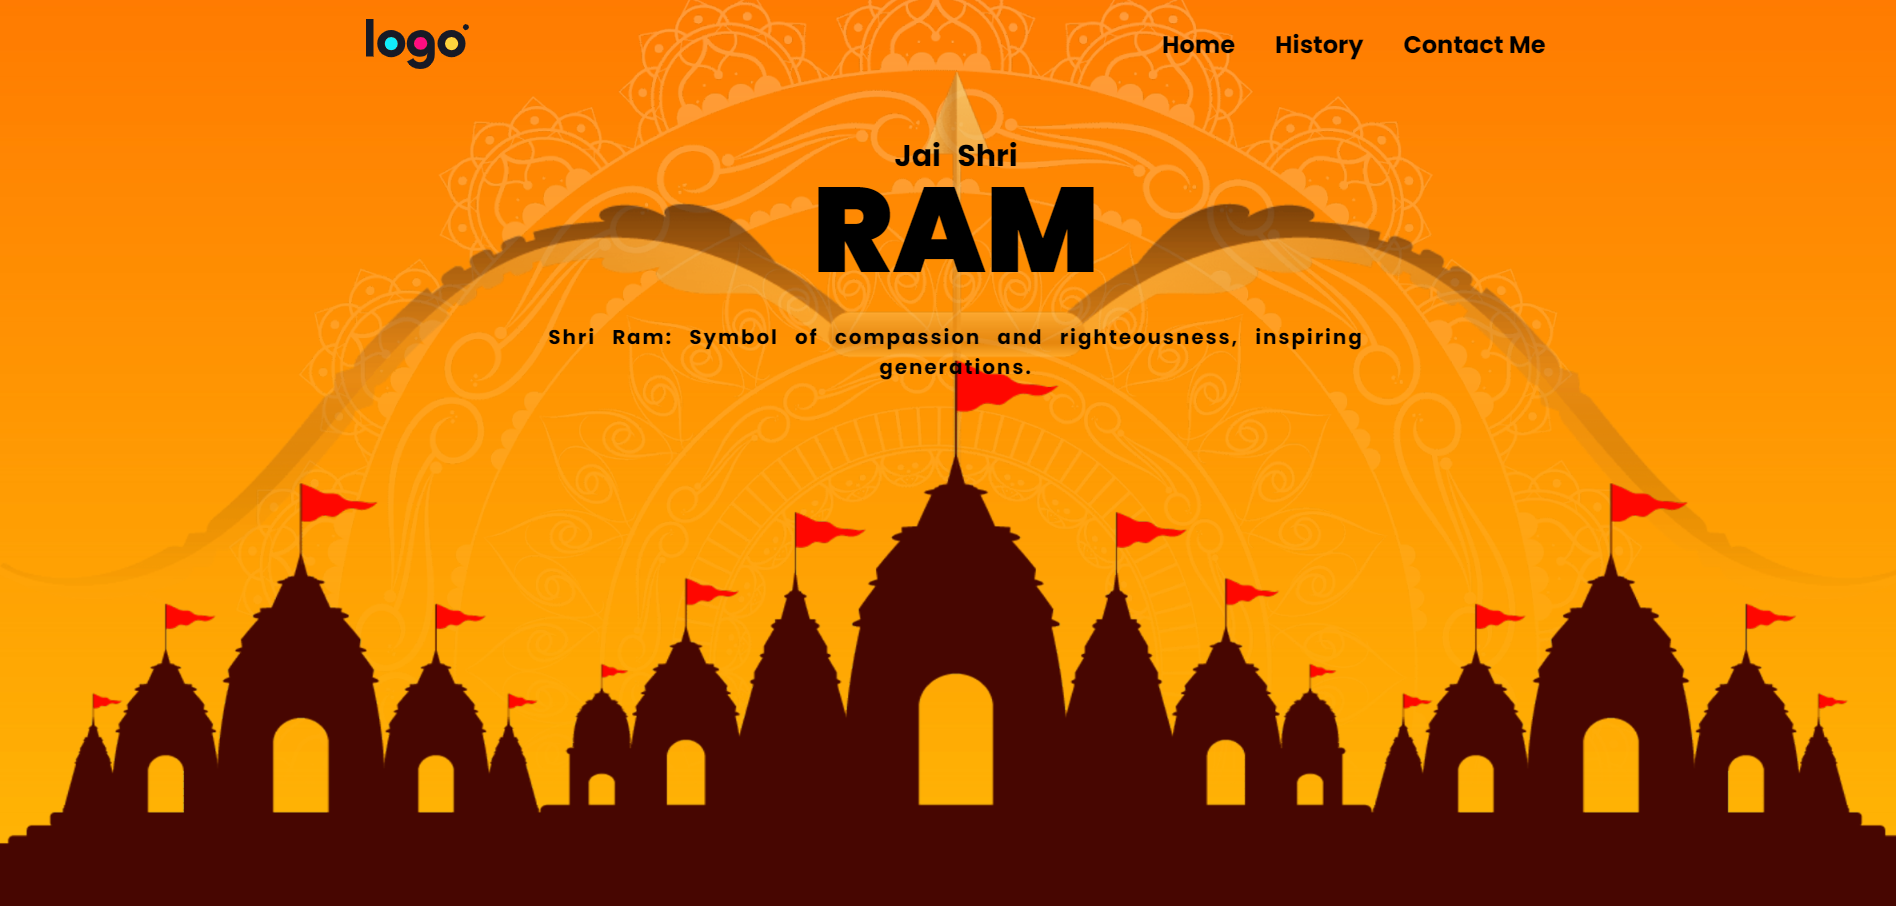 logo
Home History Contact Me
Jai Shri
RAM
Shri Ram: Symbol of compassion and righteousness, inspiring
generations.